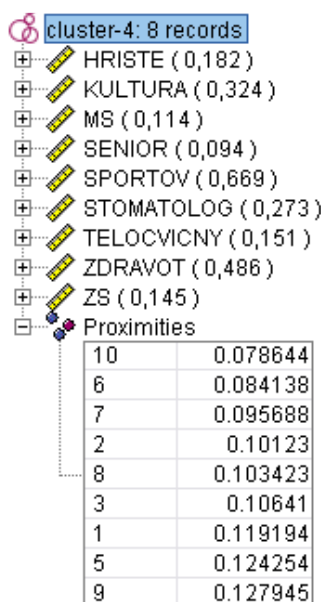 cluster-4: 8 records
HRISTE ( 0,182 )
KULTURA ( 0,324 )
MS ( 0,114 )
SENIOR ( 0,094 )
SPORTOV ( 0,669 )
STOMATOLOG ( 0,273 )
TELOCVICNY ( 0,151 )
ZDRAVOT ( 0,486 )
ZS ( 0,145 )
Proximities
10 0.078644
6 0.084138
7 0.095688
2 0.10123
8 0.103423
3 0.10641
1 0.119194
5 0.124254
9 0.127945